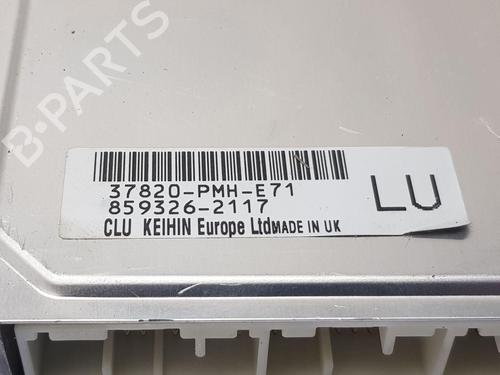 B-PARTS
37820-PMH-E71
LU
859326-2117
CLU KEIHIN Europe Ltd MADE IN UK